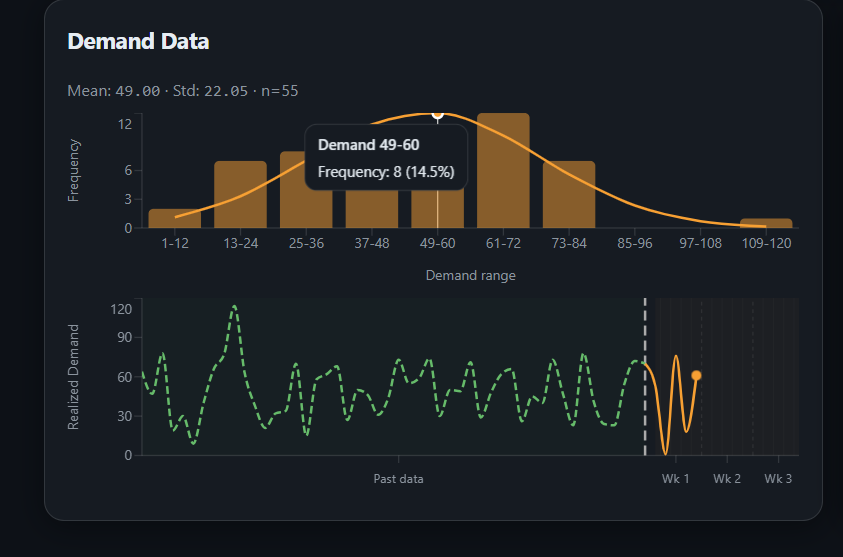 Demand Data
Mean: 49.00 · Std: 22.05 · n=55
12
6
3
0
Frequency
Demand 49-60
Frequency: 8 (14.5%)
1-12 13-24 25-36 37-48 49-60 61-72 73-84 85-96 97-108 109-120
Demand range
120
90
60
30
0
Realized Demand
Past data Wk 1 Wk 2 Wk 3